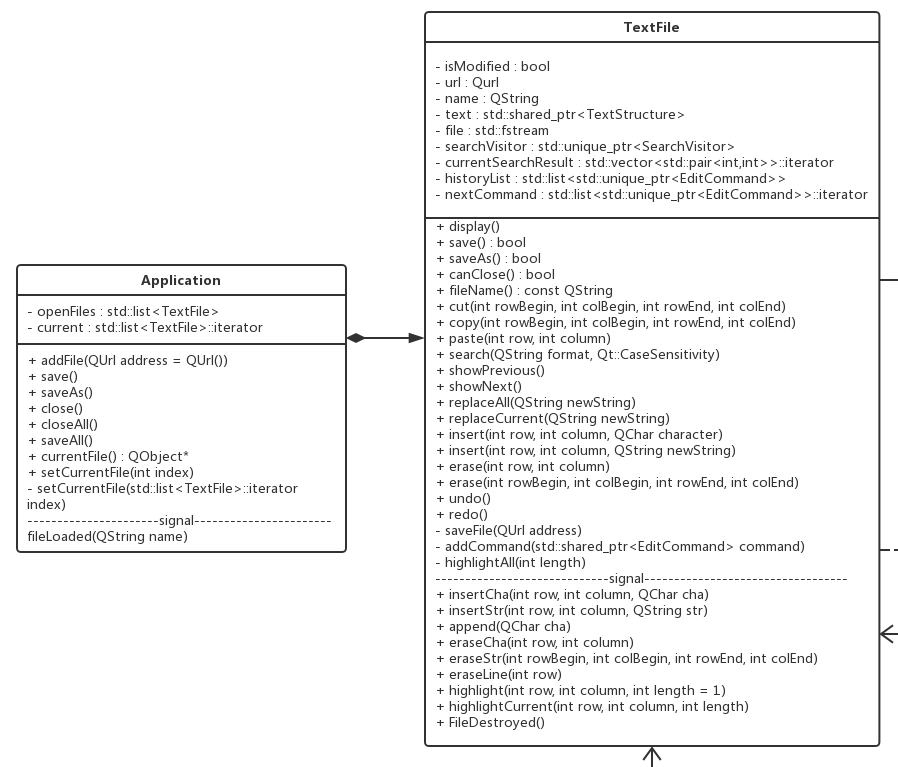 TextFile
- isModified : bool
- url : Qurl
- name : QString
- text : std::shared_ptr<TextStructure>
- file : std::fstream
- searchVisitor : std::unique_ptr<SearchVisitor>
- currentSearchResult : std::vector<std::pair<int,int>>::iterator
- historyList : std::list<std::unique_ptr<EditCommand>>
- nextCommand : std::list<std::unique_ptr<EditCommand>>::iterator
+ display()
+ save() : bool
+ saveAs() : bool
+ canClose() : bool
+ fileName() : const QString
+ cut(int rowBegin, int colBegin, int rowEnd, int colEnd)
+ copy(int rowBegin, int colBegin, int rowEnd, int colEnd)
+ paste(int row, int column)
+ search(QString format, Qt::CaseSensitivity)
+ showPrevious()
+ showNext()
+ replaceAll(QString newString)
+ replaceCurrent(QString newString)
+ insert(int row, int column, QChar character)
+ insert(int row, int column, QString newString)
+ erase(int row, int column)
+ erase(int rowBegin, int colBegin, int rowEnd, int colEnd)
+ undo()
+ redo()
- saveFile(QUrl address)
- addCommand(std::shared_ptr<EditCommand> command)
- highlightAll(int length)
-----------------------------signal----------------------------------
+ insertCha(int row, int column, QChar cha)
+ insertStr(int row, int column, QString str)
+ append(QChar cha)
+ eraseCha(int row, int column)
+ eraseStr(int rowBegin, int colBegin, int rowEnd, int colEnd)
+ eraseLine(int row)
+ highlight(int row, int column, int length = 1)
+ highlightCurrent(int row, int column, int length)
+ FileDestroyed()
Application
- openFiles : std::list<TextFile>
- current : std::list<TextFile>::iterator
+ addFile(QUrl address = QUrl())
+ save()
+ saveAs()
+ close()
+ closeAll()
+ saveAll()
+ currentFile() : QObject*
+ setCurrentFile(int index)
- setCurrentFile(std::list<TextFile>::iterator
index)
----------------------signal-----------------------
fileLoaded(QString name)